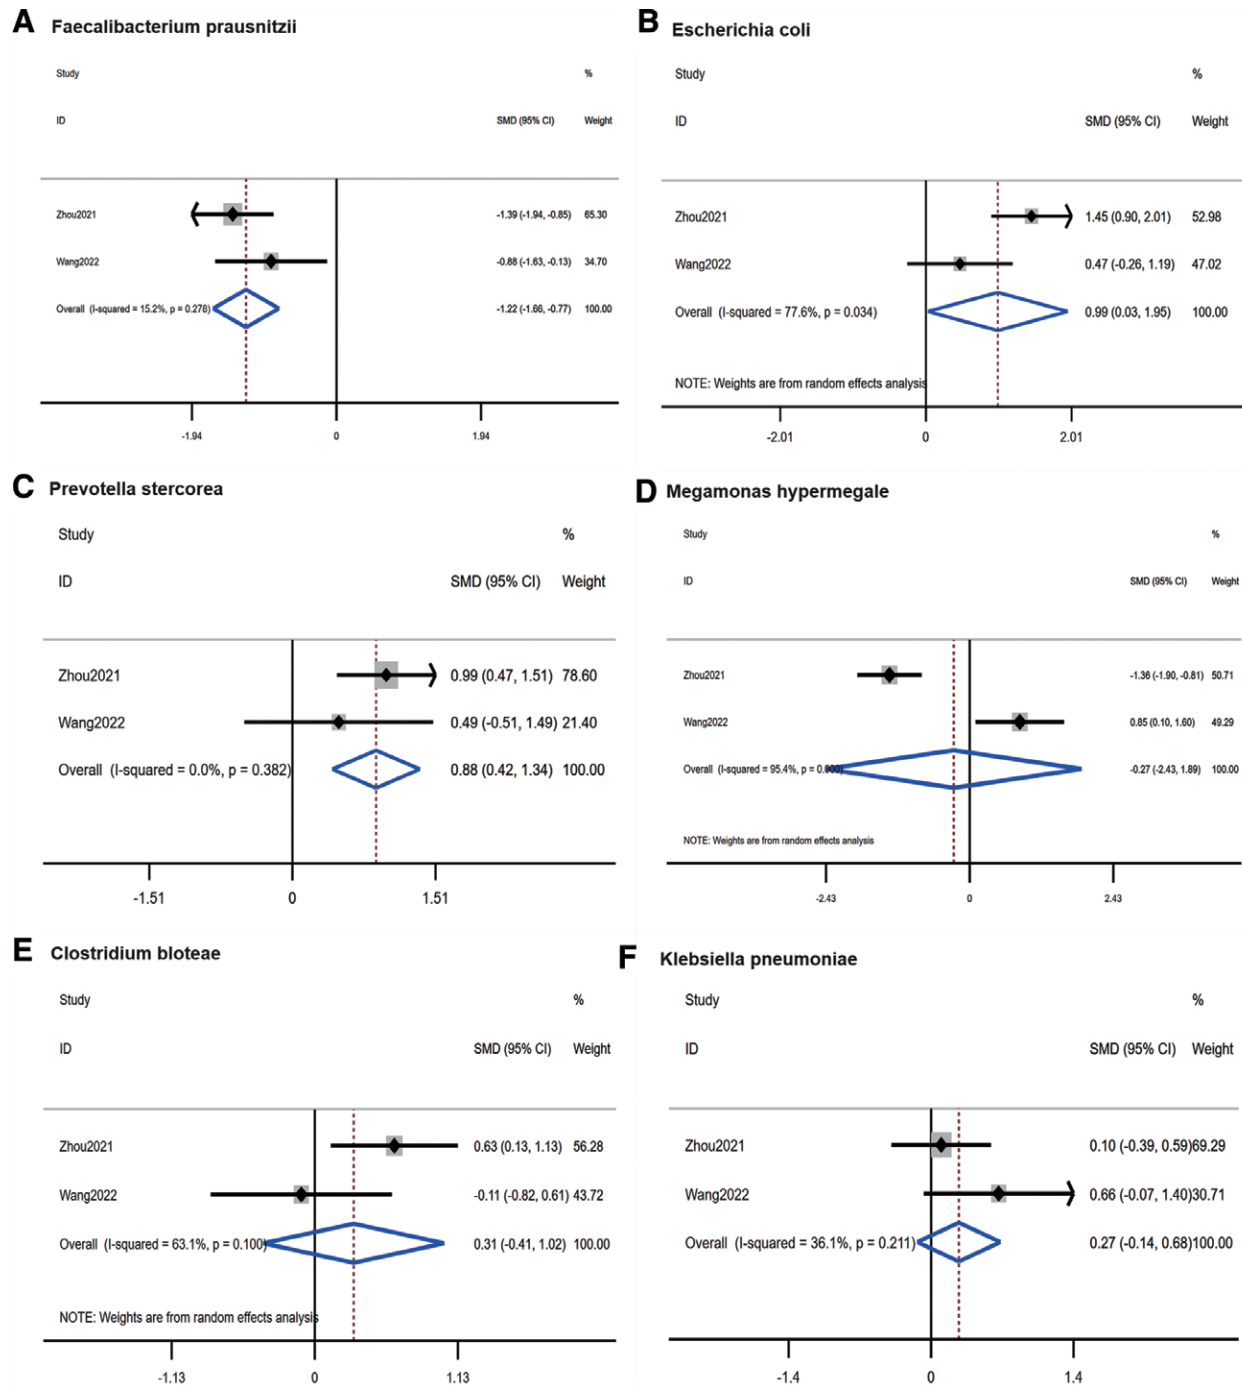 A Faecalibacterium prausnitzii
Study %
ID SMD (95% CI) Weight
Zhou2021 -1.39 (-1.94, -0.85) 65.30
Wang2022 -0.88 (-1.63, -0.13) 34.70
Overall (I-squared = 15.2%, p = 0.278) -1.22 (-1.66, -0.77) 100.00
-1.94 0 1.94
B Escherichia coli
Study %
ID SMD (95% CI) Weight
Zhou2021 1.45 (0.90, 2.01) 52.98
Wang2022 0.47 (-0.26, 1.19) 47.02
Overall (I-squared = 77.6%, p = 0.034) 0.99 (0.03, 1.95) 100.00
NOTE: Weights are from random effects analysis
-2.01 0 2.01
C Prevotella stercorea
Study %
ID SMD (95% CI) Weight
Zhou2021 0.99 (0.47, 1.51) 78.60
Wang2022 0.49 (-0.51, 1.49) 21.40
Overall (I-squared = 0.0%, p = 0.382) 0.88 (0.42, 1.34) 100.00
-1.51 0 1.51
D Megamonas hypermegale
Study %
ID SMD (95% CI) Weight
Zhou2021 -1.36 (-1.90, -0.81) 50.71
Wang2022 0.85 (0.10, 1.60) 49.29
Overall (I-squared = 95.4%, p = 0.000) -0.27 (-2.43, 1.89) 100.00
NOTE: Weights are from random effects analysis
-2.43 0 2.43
E Clostridium bloteae
Study %
ID SMD (95% CI) Weight
Zhou2021 0.63 (0.13, 1.13) 56.28
Wang2022 -0.11 (-0.82, 0.61) 43.72
Overall (I-squared = 63.1%, p = 0.100) 0.31 (-0.41, 1.02) 100.00
NOTE: Weights are from random effects analysis
-1.13 0 1.13
F Klebsiella pneumoniae
Study %
ID SMD (95% CI) Weight
Zhou2021 0.10 (-0.39, 0.59) 69.29
Wang2022 0.66 (-0.07, 1.40) 30.71
Overall (I-squared = 36.1%, p = 0.211) 0.27 (-0.14, 0.68) 100.00
-1.4 0 1.4